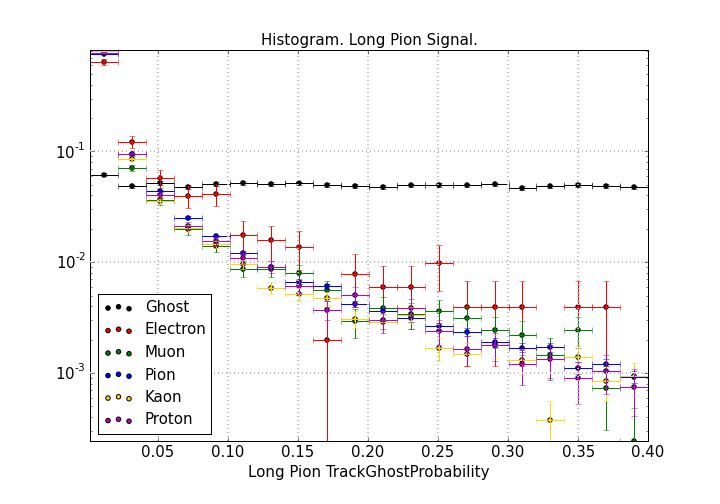 Histogram. Long Pion Signal.
10-1
10-2
10-3
Ghost
Electron
Muon
Pion
Kaon
Proton
0.05 0.10 0.15 0.20 0.25 0.30 0.35 0.40
Long Pion TrackGhostProbability